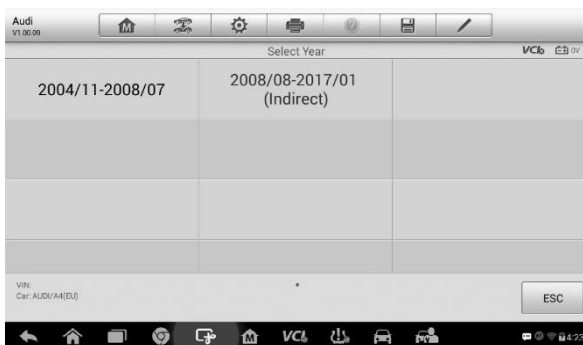 Audi
V1.00.09
M
Select Year
VCI
0V
2004/11-2008/07
2008/08-2017/01
(Indirect)
VIN:
Car: AUDI/A4(EU)
ESC
M
VCI
4:23